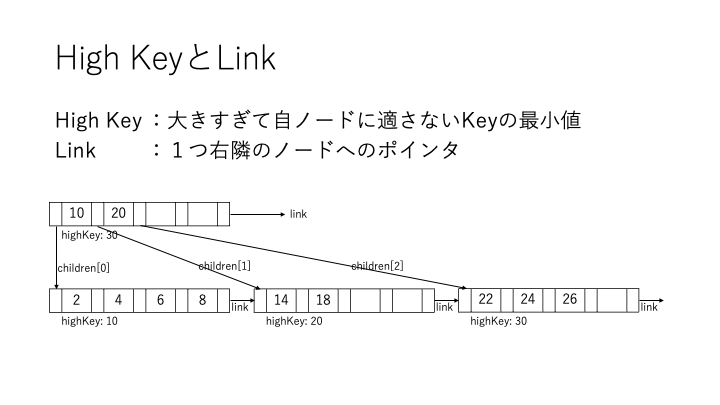 High KeyとLink
High Key：大きすぎて自ノードに適さないKeyの最小値
Link ：１つ右隣のノードへのポインタ
10 20 link
highKey: 30
children[0] children[1] children[2]
2 4 6 8 link 14 18 link 22 24 26 link
highKey: 10 highKey: 20 highKey: 30